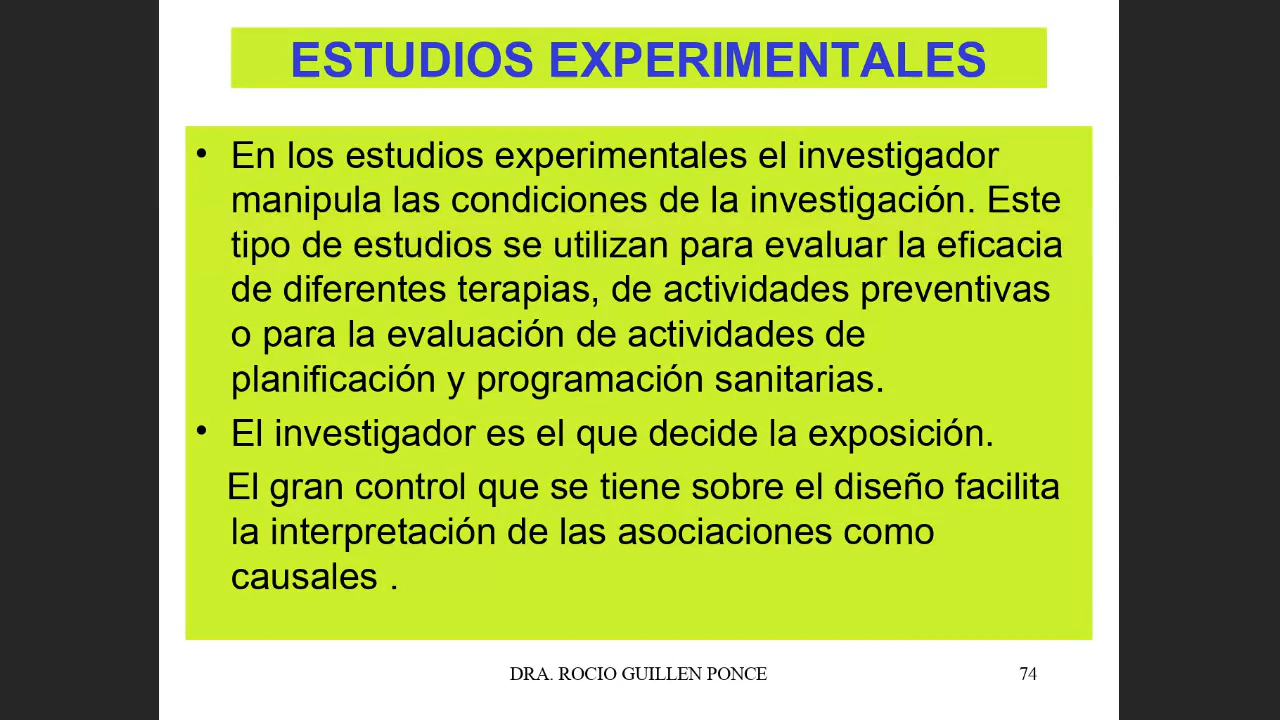 ESTUDIOS EXPERIMENTALES
• En los estudios experimentales el investigador
manipula las condiciones de la investigación. Este
tipo de estudios se utilizan para evaluar la eficacia
de diferentes terapias, de actividades preventivas
o para la evaluación de actividades de
planificación y programación sanitarias.
• El investigador es el que decide la exposición.
El gran control que se tiene sobre el diseño facilita
la interpretación de las asociaciones como
causales .
DRA. ROCIO GUILLEN PONCE 74